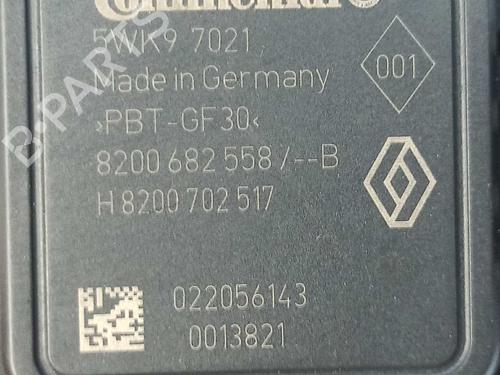 Continental
5WK9 7021
Made in Germany
001
>PBT-GF30<
8200 682 558/--B
H 8200 702 517
022056143
0013821
B-PARTS